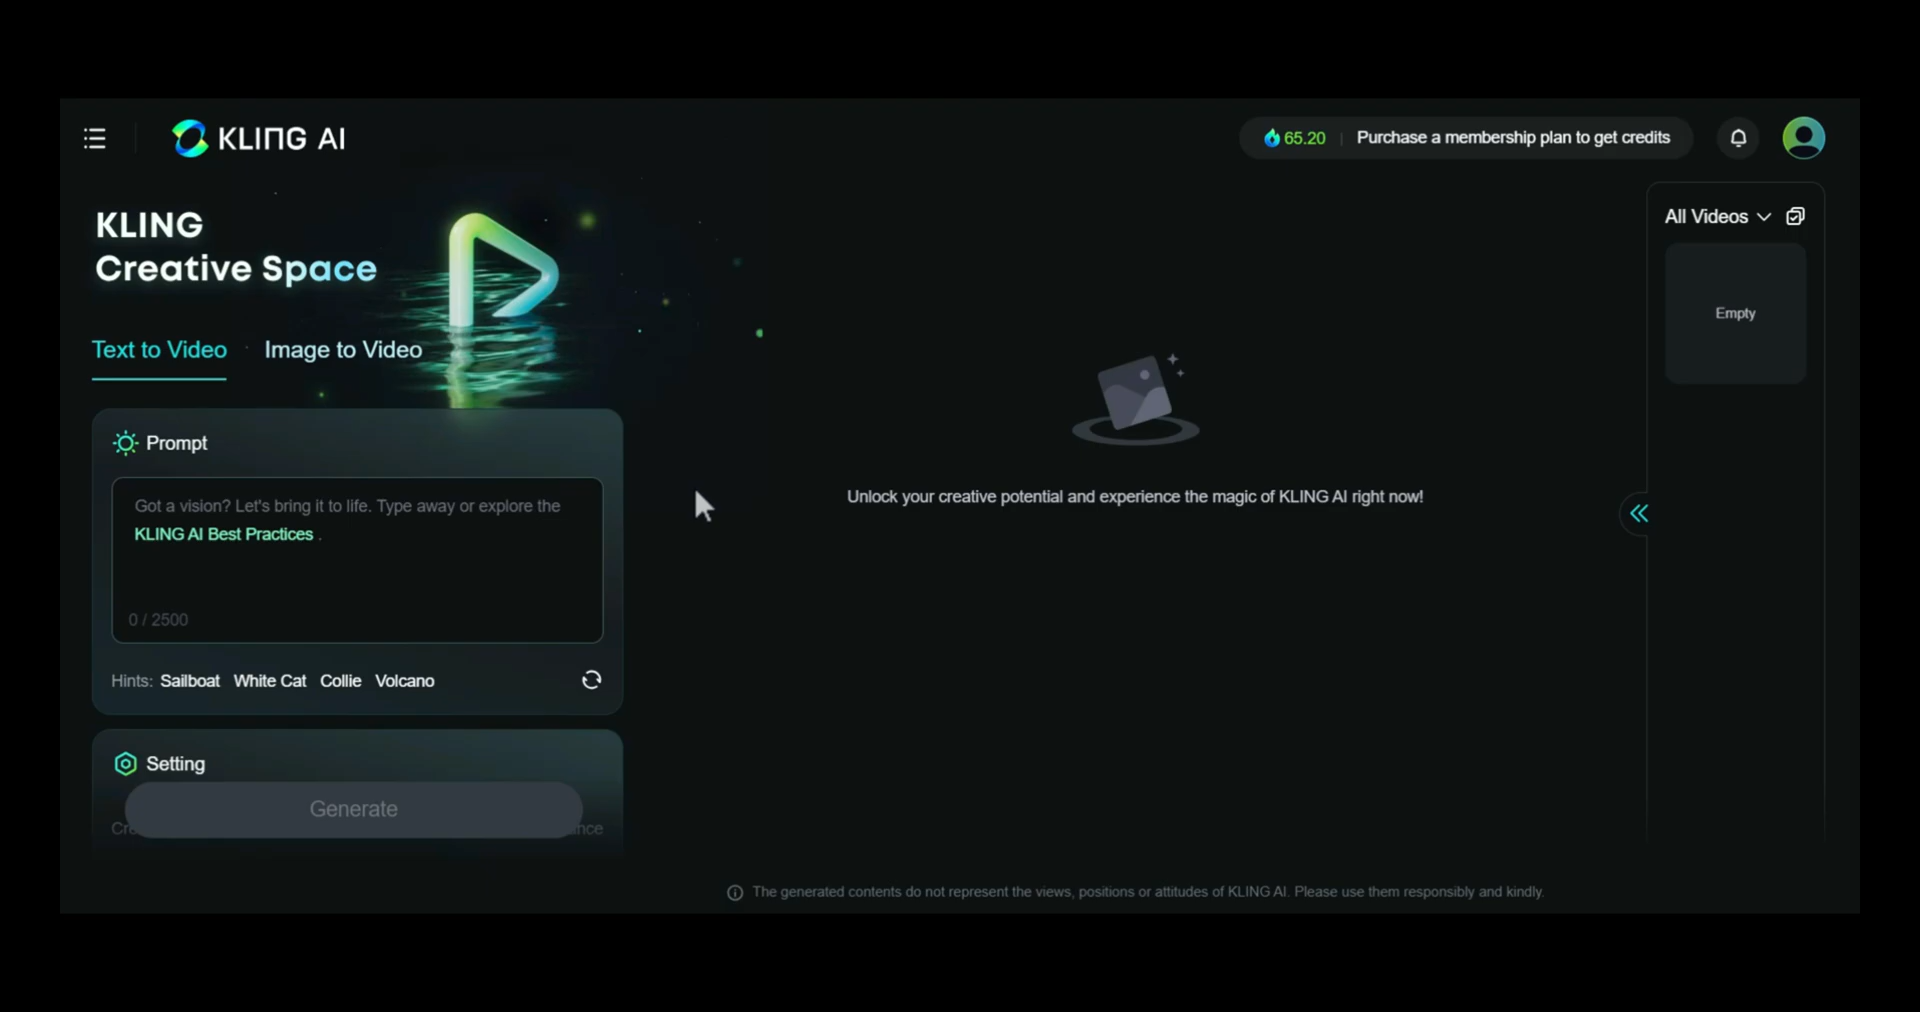 KLING AI
65.20 | Purchase a membership plan to get credits
KLING
Creative Space
Text to Video
Image to Video
Prompt
Got a vision? Let's bring it to life. Type away or explore the
KLING AI Best Practices .
0 / 2500
Hints: Sailboat White Cat Collie Volcano
Setting
Generate
Unlock your creative potential and experience the magic of KLING AI right now!
All Videos
Empty
The generated contents do not represent the views, positions or attitudes of KLING AI. Please use them responsibly and kindly.